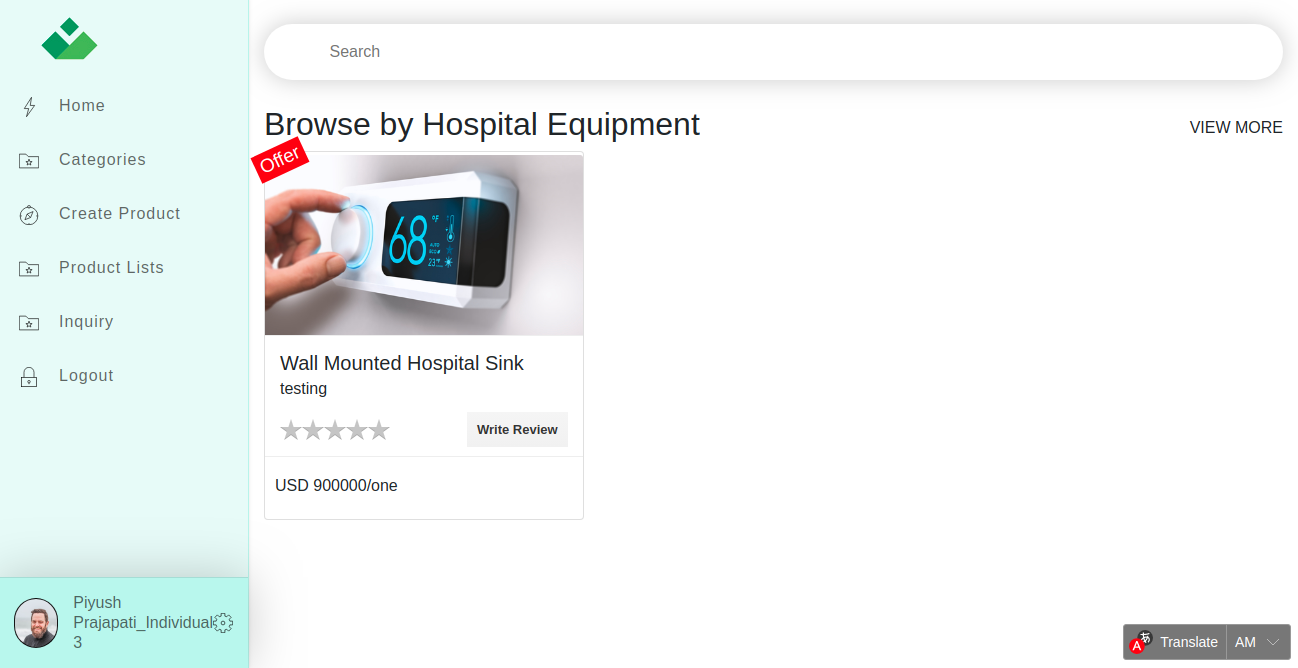 Search
Home
Categories
Create Product
Product Lists
Inquiry
Logout
Piyush
Prajapati_Individual
3
Browse by Hospital Equipment
VIEW MORE
Offer
68
°F
AUTO
23
Wall Mounted Hospital Sink
testing
Write Review
USD 900000/one
A
あ
Translate
AM